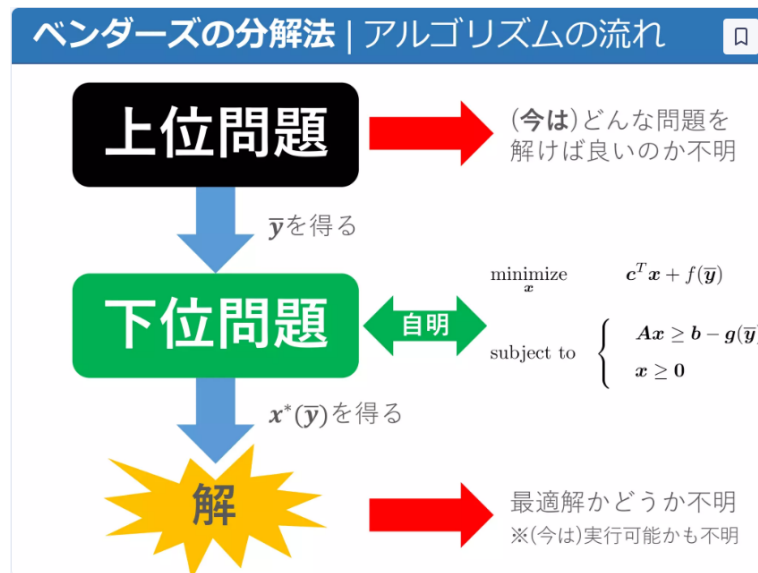 ベンダーズの分解法 | アルゴリズムの流れ
上位問題
(今は)どんな問題を
解けば良いのか不明
ȳを得る
下位問題
自明
minimize
x
cᵀx + f(ȳ)
subject to
Ax ≥ b − g(ȳ)
x ≥ 0
x*(ȳ)を得る
解
最適解かどうか不明
※(今は)実行可能かも不明